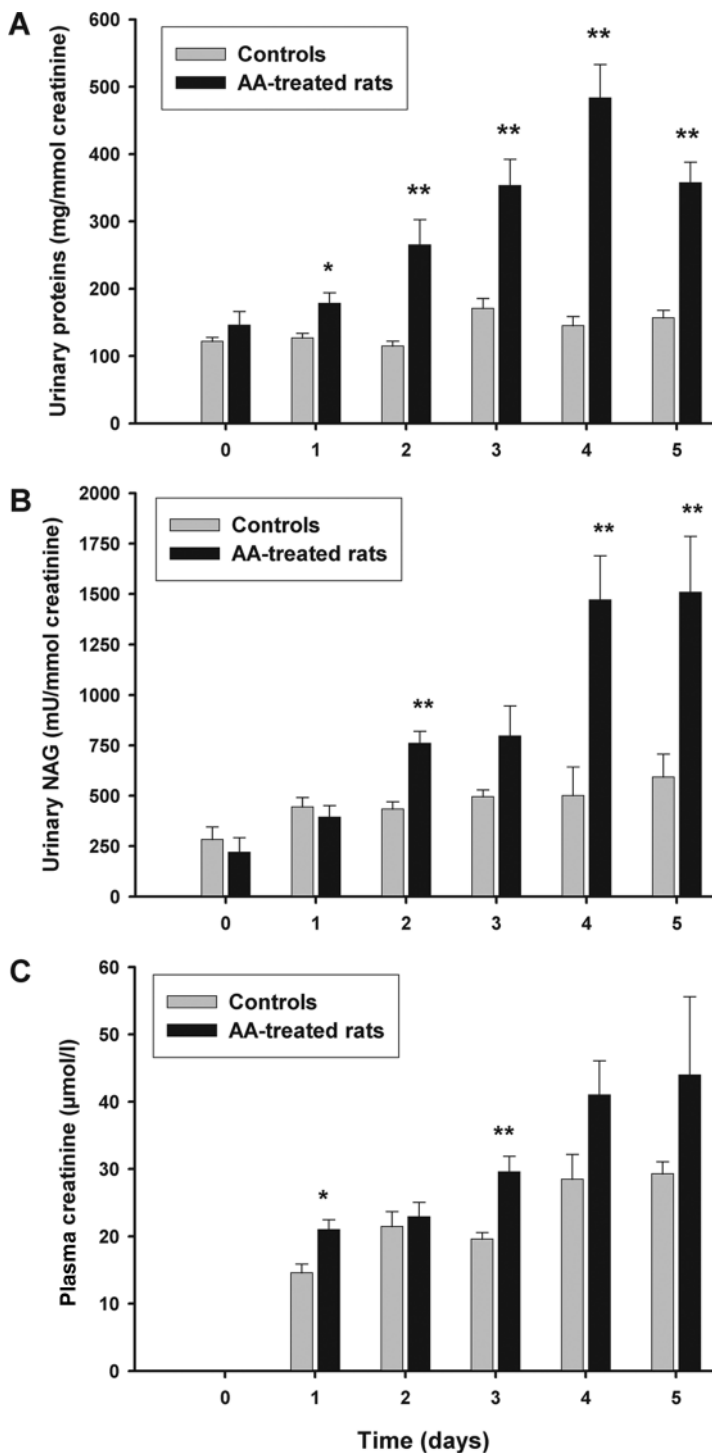 A
Urinary proteins (mg/mmol creatinine)
600
500
400
300
200
100
0
Controls
AA-treated rats
*
**
**
**
**
0 1 2 3 4 5
B
Urinary NAG (mU/mmol creatinine)
2000
1750
1500
1250
1000
750
500
250
0
Controls
AA-treated rats
**
**
**
0 1 2 3 4 5
C
Plasma creatinine (µmol/l)
60
50
40
30
20
10
0
Controls
AA-treated rats
*
**
0 1 2 3 4 5
Time (days)